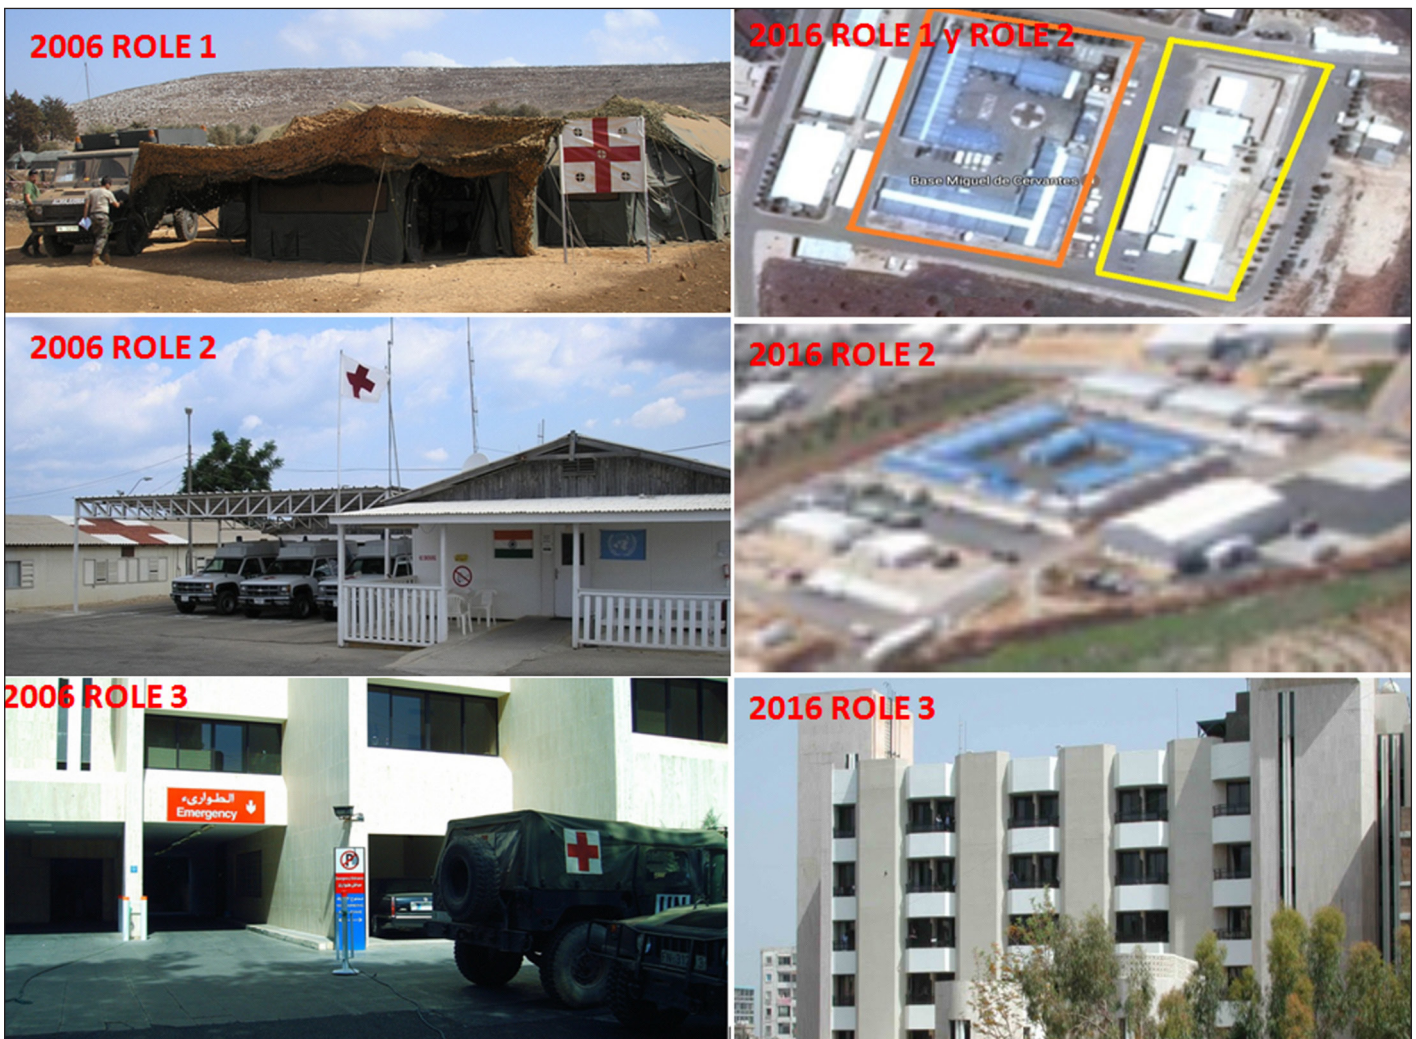 2006 ROLE 1
2016 ROLE 1 y ROLE 2
Base Miguel de Cervantes
2006 ROLE 2
2016 ROLE 2
2006 ROLE 3
الطوارىء
Emergency
UN
2016 ROLE 3